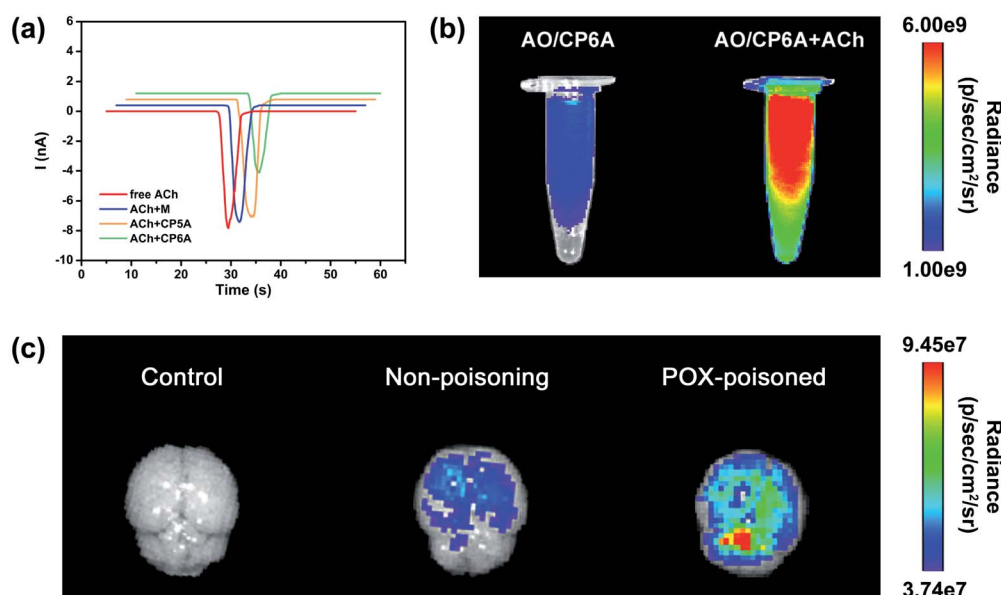 (a)
6
4
2
0
-2
-4
-6
-8
-10
I (nA)
free ACh
ACh+M
ACh+CP5A
ACh+CP6A
0 10 20 30 40 50 60
Time (s)
(b)
AO/CP6A AO/CP6A+ACh
6.00e9
Radiance
(p/sec/cm²/sr)
1.00e9
(c)
Control Non-poisoning POX-poisoned
9.45e7
Radiance
(p/sec/cm²/sr)
3.74e7